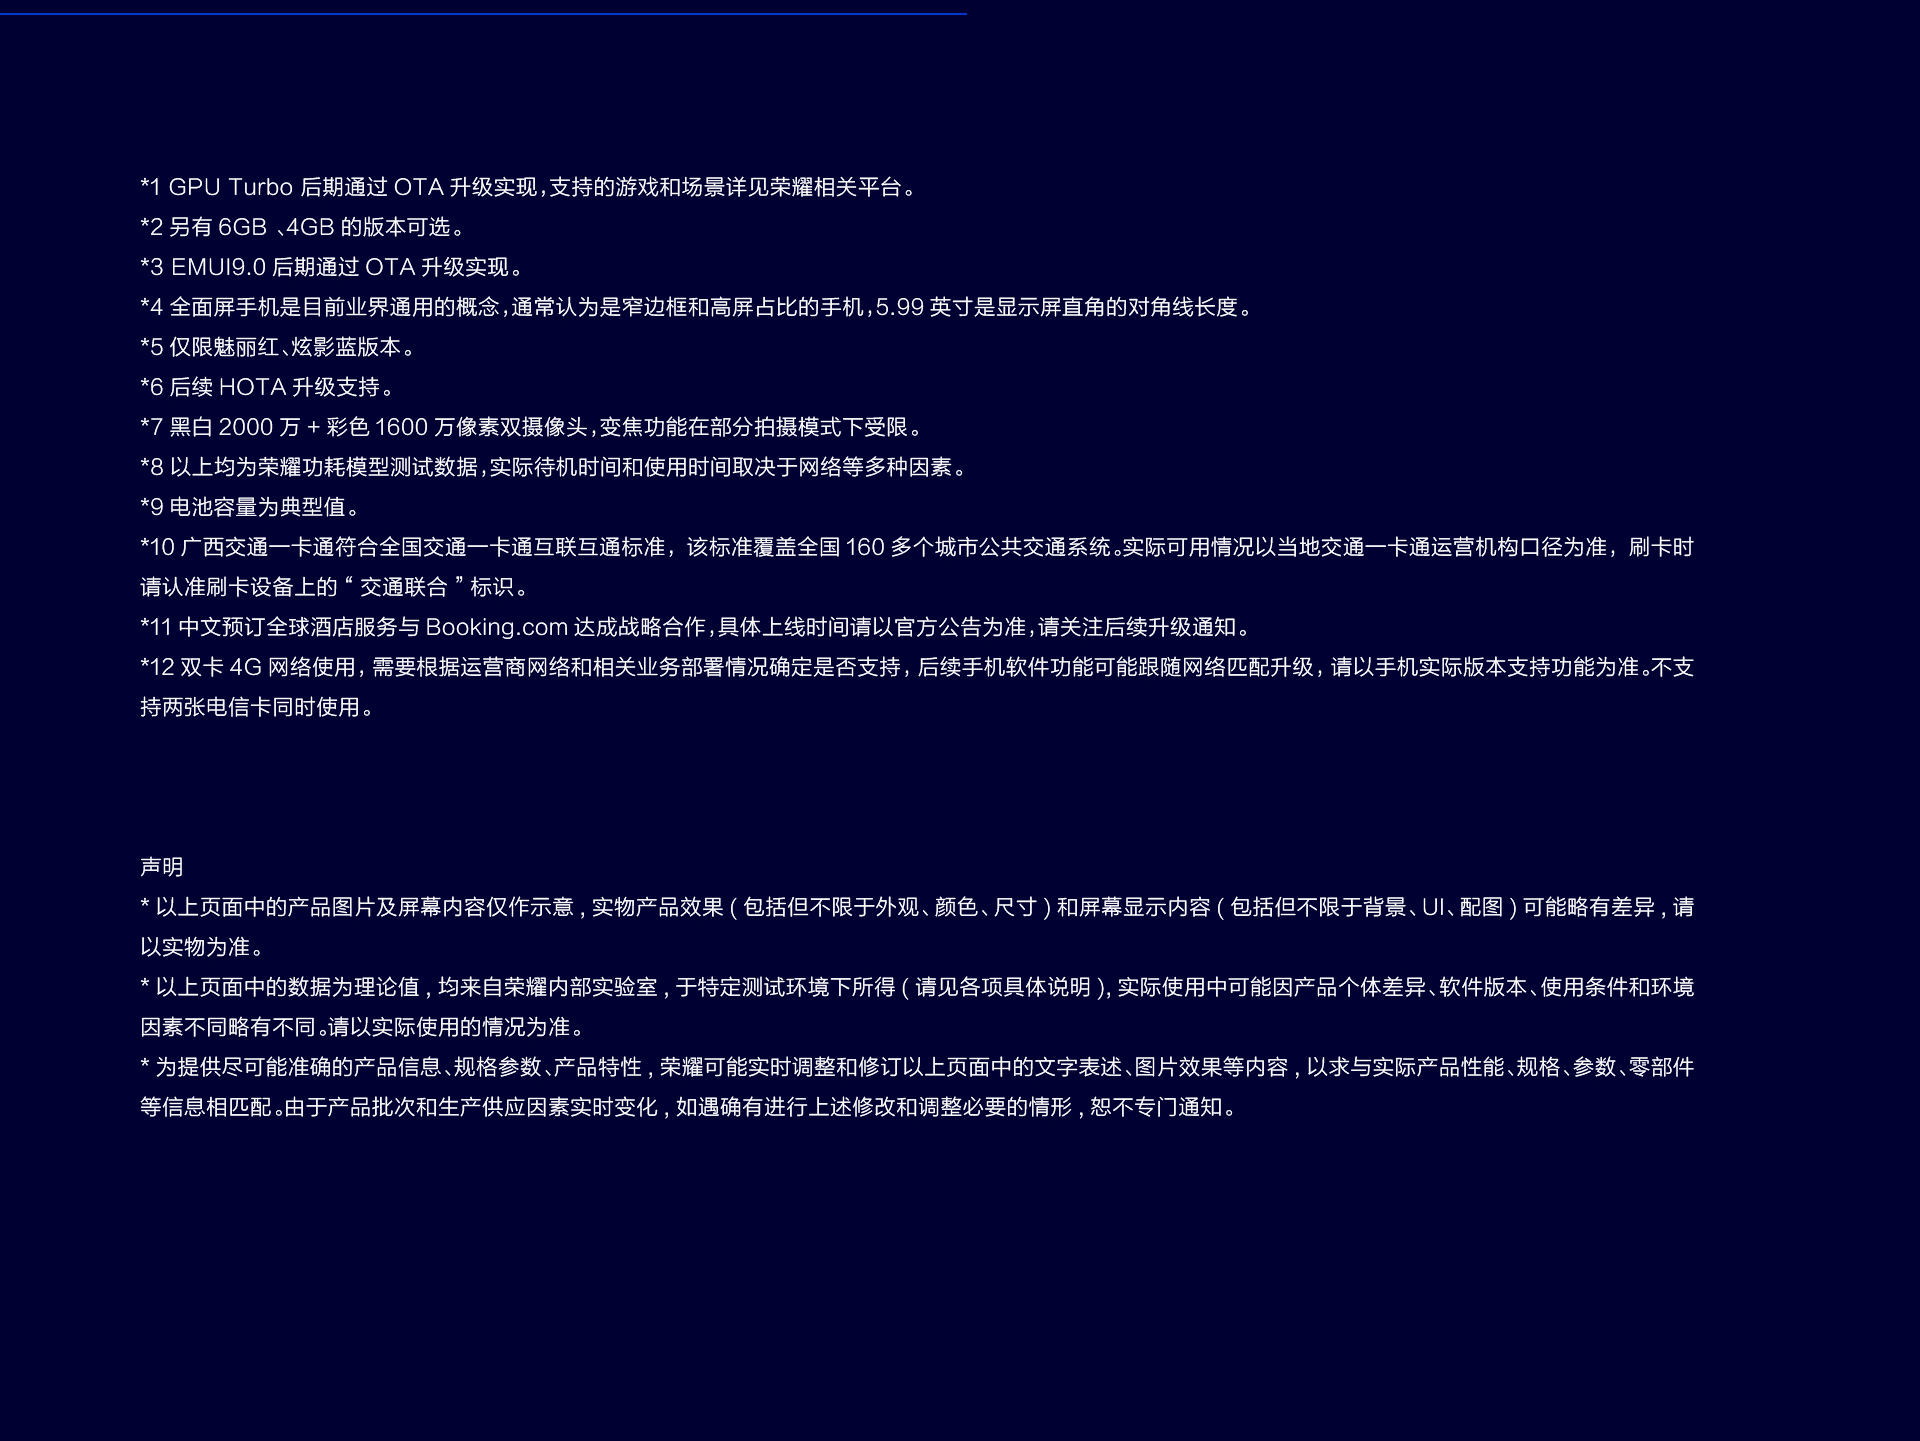 *1 GPU Turbo 后期通过 OTA 升级实现,支持的游戏和场景详见荣耀相关平台。
*2 另有 6GB 、4GB 的版本可选。
*3 EMUI9.0 后期通过 OTA 升级实现。
*4 全面屏手机是目前业界通用的概念,通常认为是窄边框和高屏占比的手机,5.99 英寸是显示屏直角的对角线长度。
*5 仅限魅丽红、炫影蓝版本。
*6 后续 HOTA 升级支持。
*7 黑白 2000 万 + 彩色 1600 万像素双摄像头,变焦功能在部分拍摄模式下受限。
*8 以上均为荣耀功耗模型测试数据,实际待机时间和使用时间取决于网络等多种因素。
*9 电池容量为典型值。
*10 广西交通一卡通符合全国交通一卡通互联互通标准, 该标准覆盖全国 160 多个城市公共交通系统。实际可用情况以当地交通一卡通运营机构口径为准, 刷卡时
请认准刷卡设备上的 “ 交通联合 ” 标识。
*11 中文预订全球酒店服务与 Booking.com 达成战略合作,具体上线时间请以官方公告为准,请关注后续升级通知。
*12 双卡 4G 网络使用, 需要根据运营商网络和相关业务部署情况确定是否支持, 后续手机软件功能可能跟随网络匹配升级, 请以手机实际版本支持功能为准。不支
持两张电信卡同时使用。
声明
* 以上页面中的产品图片及屏幕内容仅作示意 , 实物产品效果 ( 包括但不限于外观、颜色、尺寸 ) 和屏幕显示内容 ( 包括但不限于背景、UI、配图 ) 可能略有差异 , 请
以实物为准。
* 以上页面中的数据为理论值 , 均来自荣耀内部实验室 , 于特定测试环境下所得 ( 请见各项具体说明 ), 实际使用中可能因产品个体差异、软件版本、使用条件和环境
因素不同略有不同。请以实际使用的情况为准。
* 为提供尽可能准确的产品信息、规格参数、产品特性 , 荣耀可能实时调整和修订以上页面中的文字表述、图片效果等内容 , 以求与实际产品性能、规格、参数、零部件
等信息相匹配。由于产品批次和生产供应因素实时变化 , 如遇确有进行上述修改和调整必要的情形 , 恕不专门通知。